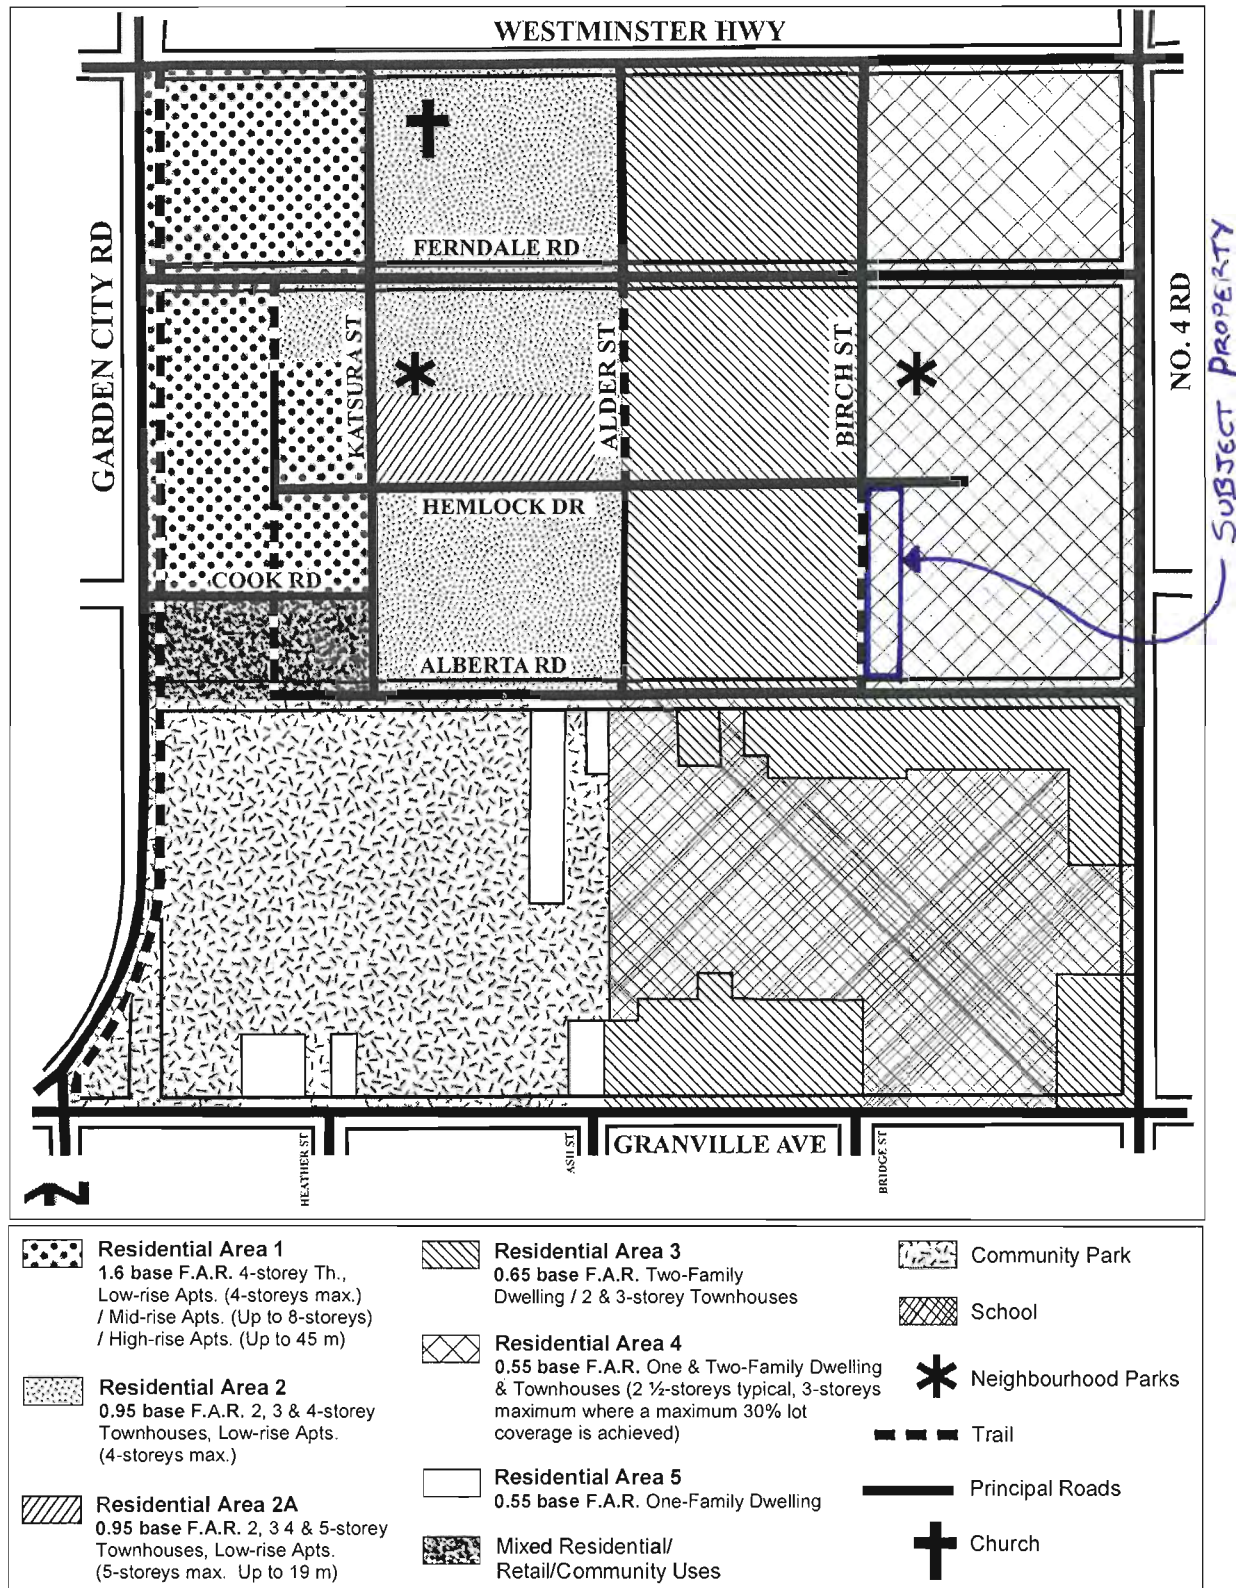 WESTMINSTER HWY
GARDEN CITY RD
FERNDALE RD
KATSURA ST
ALDER ST
BIRCH ST
NO. 4 RD
SUBJECT PROPERTY
HEMLOCK DR
COOK RD
ALBERTA RD
HEATHER ST
ASH ST
GRANVILLE AVE
BRIDGE ST
Residential Area 1
1.6 base F.A.R. 4-storey Th.,
Low-rise Apts. (4-storeys max.)
/ Mid-rise Apts. (Up to 8-storeys)
/ High-rise Apts. (Up to 45 m)
Residential Area 2
0.95 base F.A.R. 2, 3 & 4-storey
Townhouses, Low-rise Apts.
(4-storeys max.)
Residential Area 2A
0.95 base F.A.R. 2, 3 4 & 5-storey
Townhouses, Low-rise Apts.
(5-storeys max. Up to 19 m)
Residential Area 3
0.65 base F.A.R. Two-Family
Dwelling / 2 & 3-storey Townhouses
Residential Area 4
0.55 base F.A.R. One & Two-Family Dwelling
& Townhouses (2 ½-storeys typical, 3-storeys
maximum where a maximum 30% lot
coverage is achieved)
Residential Area 5
0.55 base F.A.R. One-Family Dwelling
Mixed Residential/
Retail/Community Uses
Community Park
School
Neighbourhood Parks
Trail
Principal Roads
Church